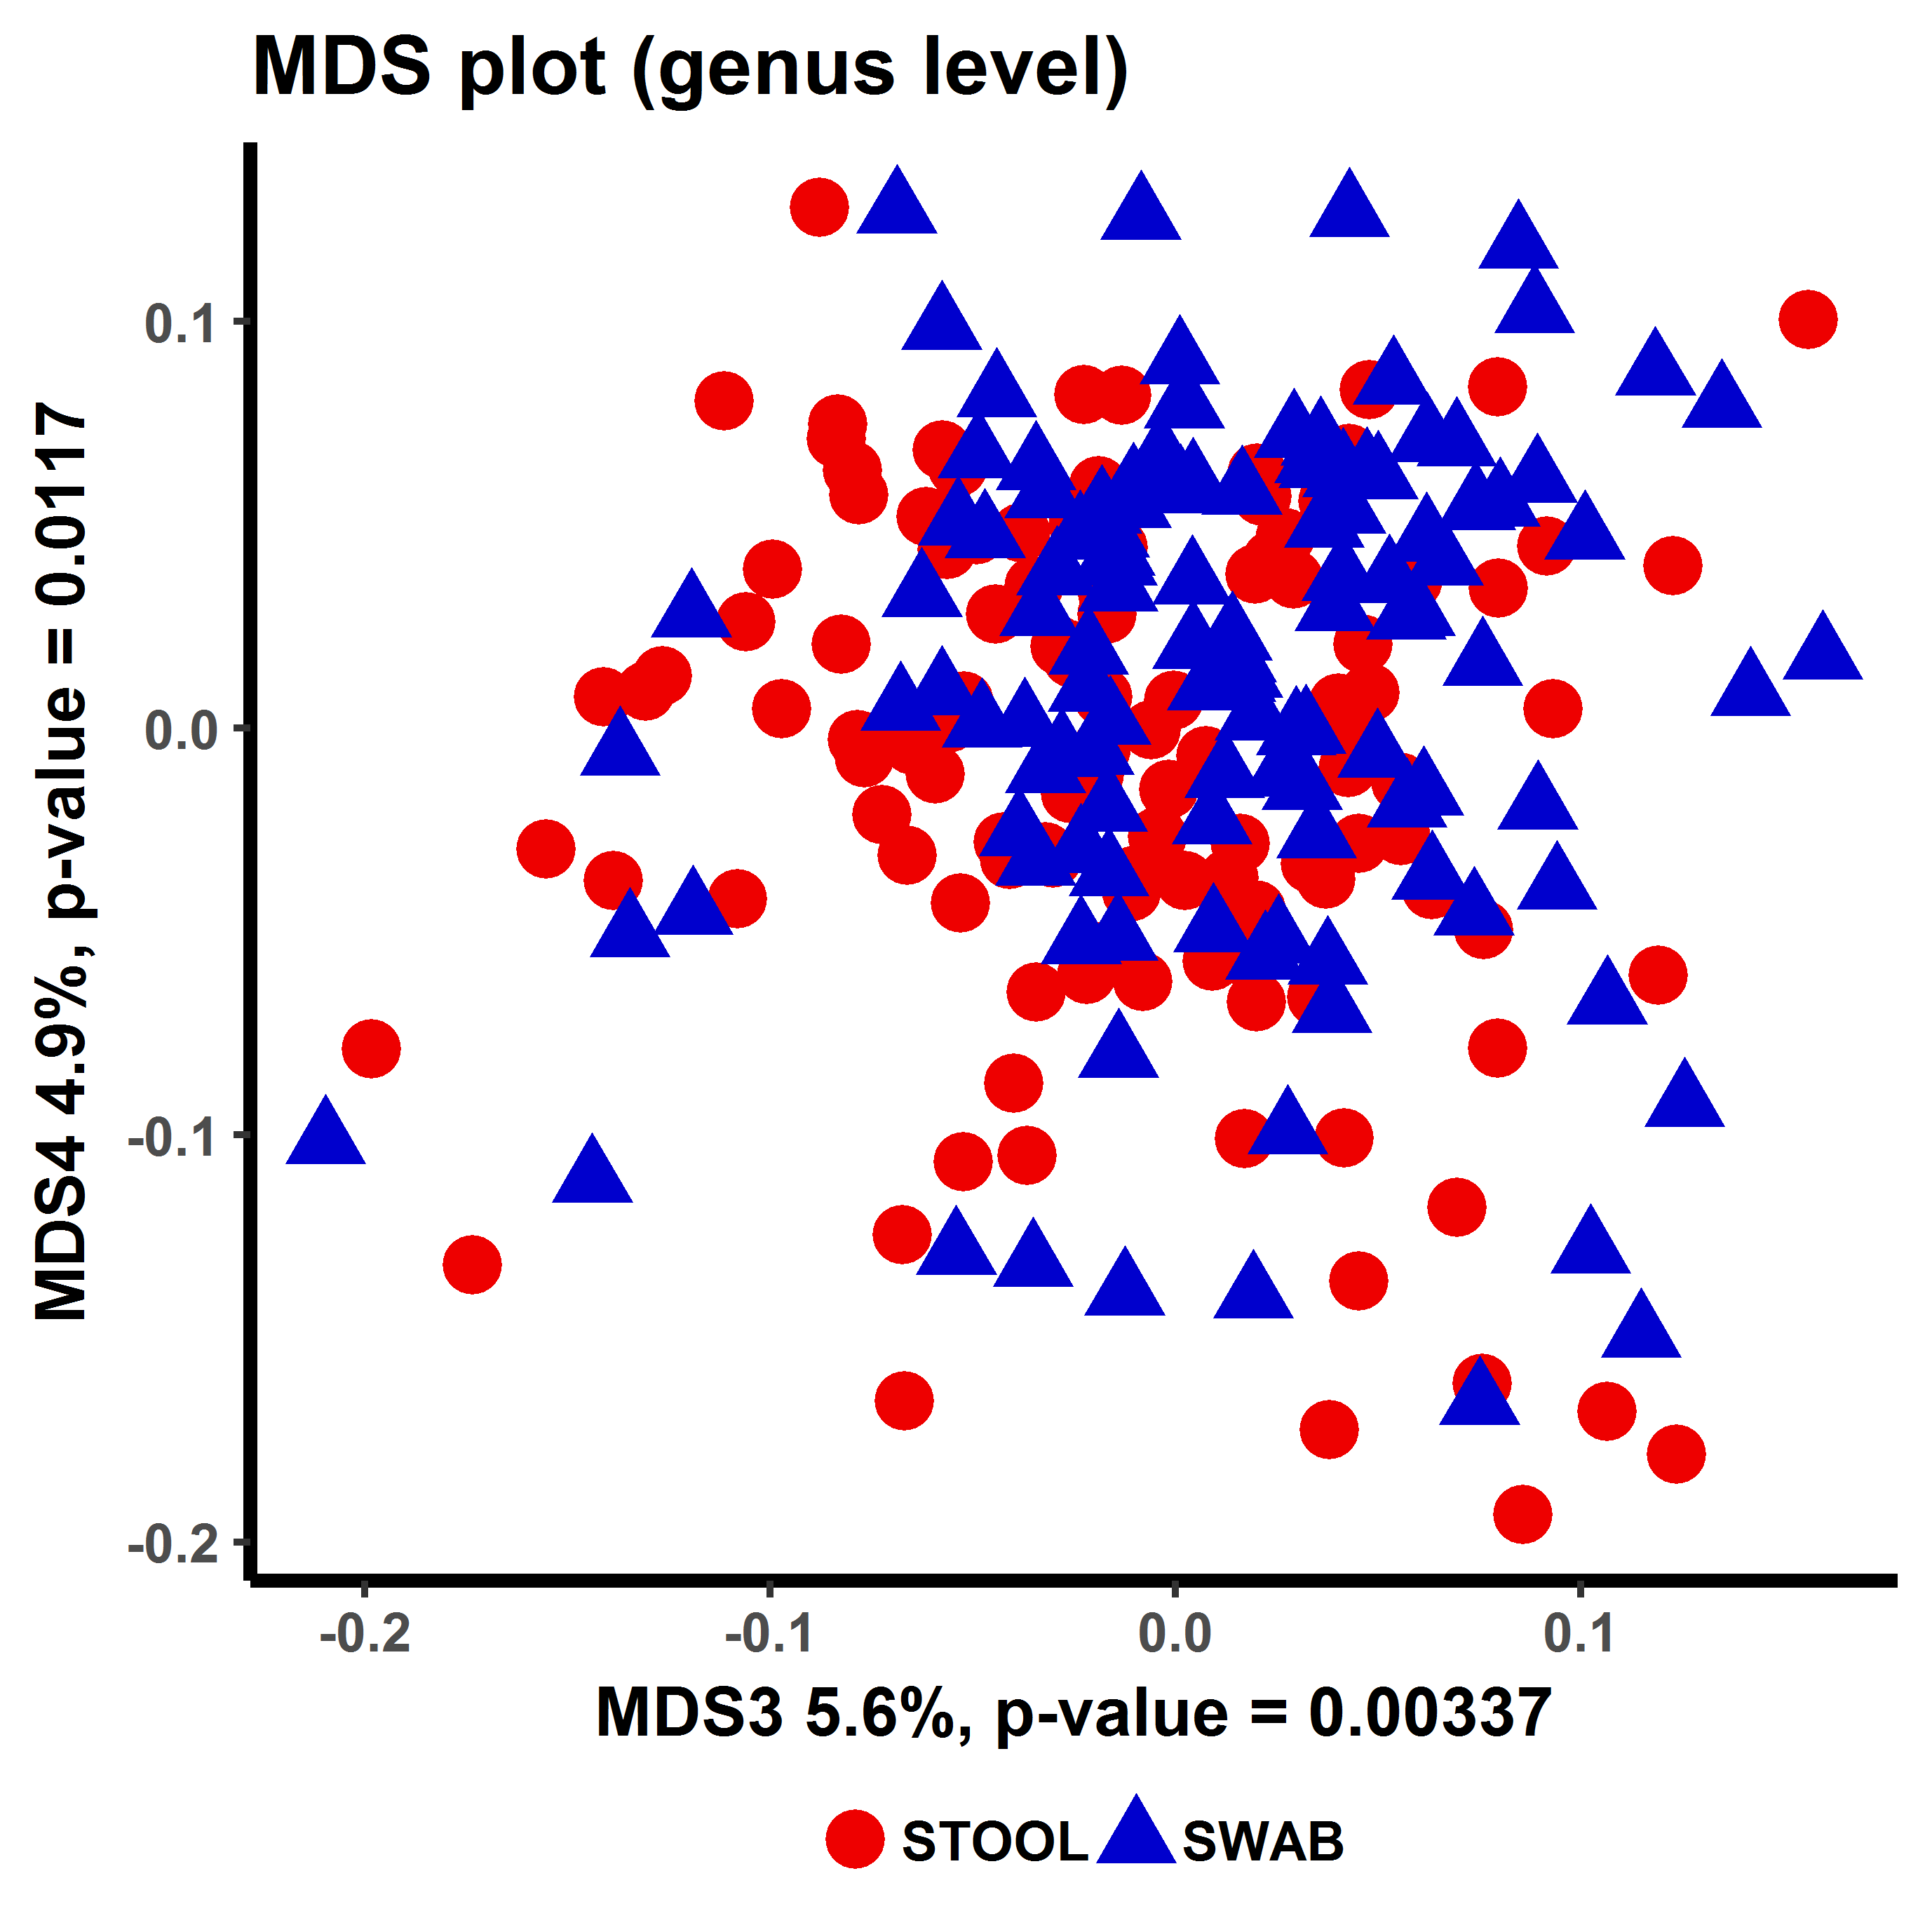 MDS plot (genus level)
MDS4 4.9%, p-value = 0.0117
0.1
0.0
-0.1
-0.2
-0.2
-0.1
0.0
0.1
MDS3 5.6%, p-value = 0.00337
STOOL
SWAB